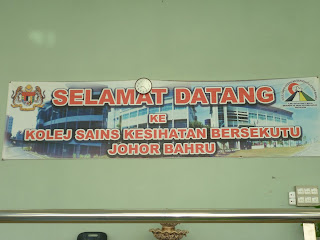 SELAMAT DATANG
KE
KOLEJ SAINS KESIHATAN BERSEKUTU
JOHOR BAHRU